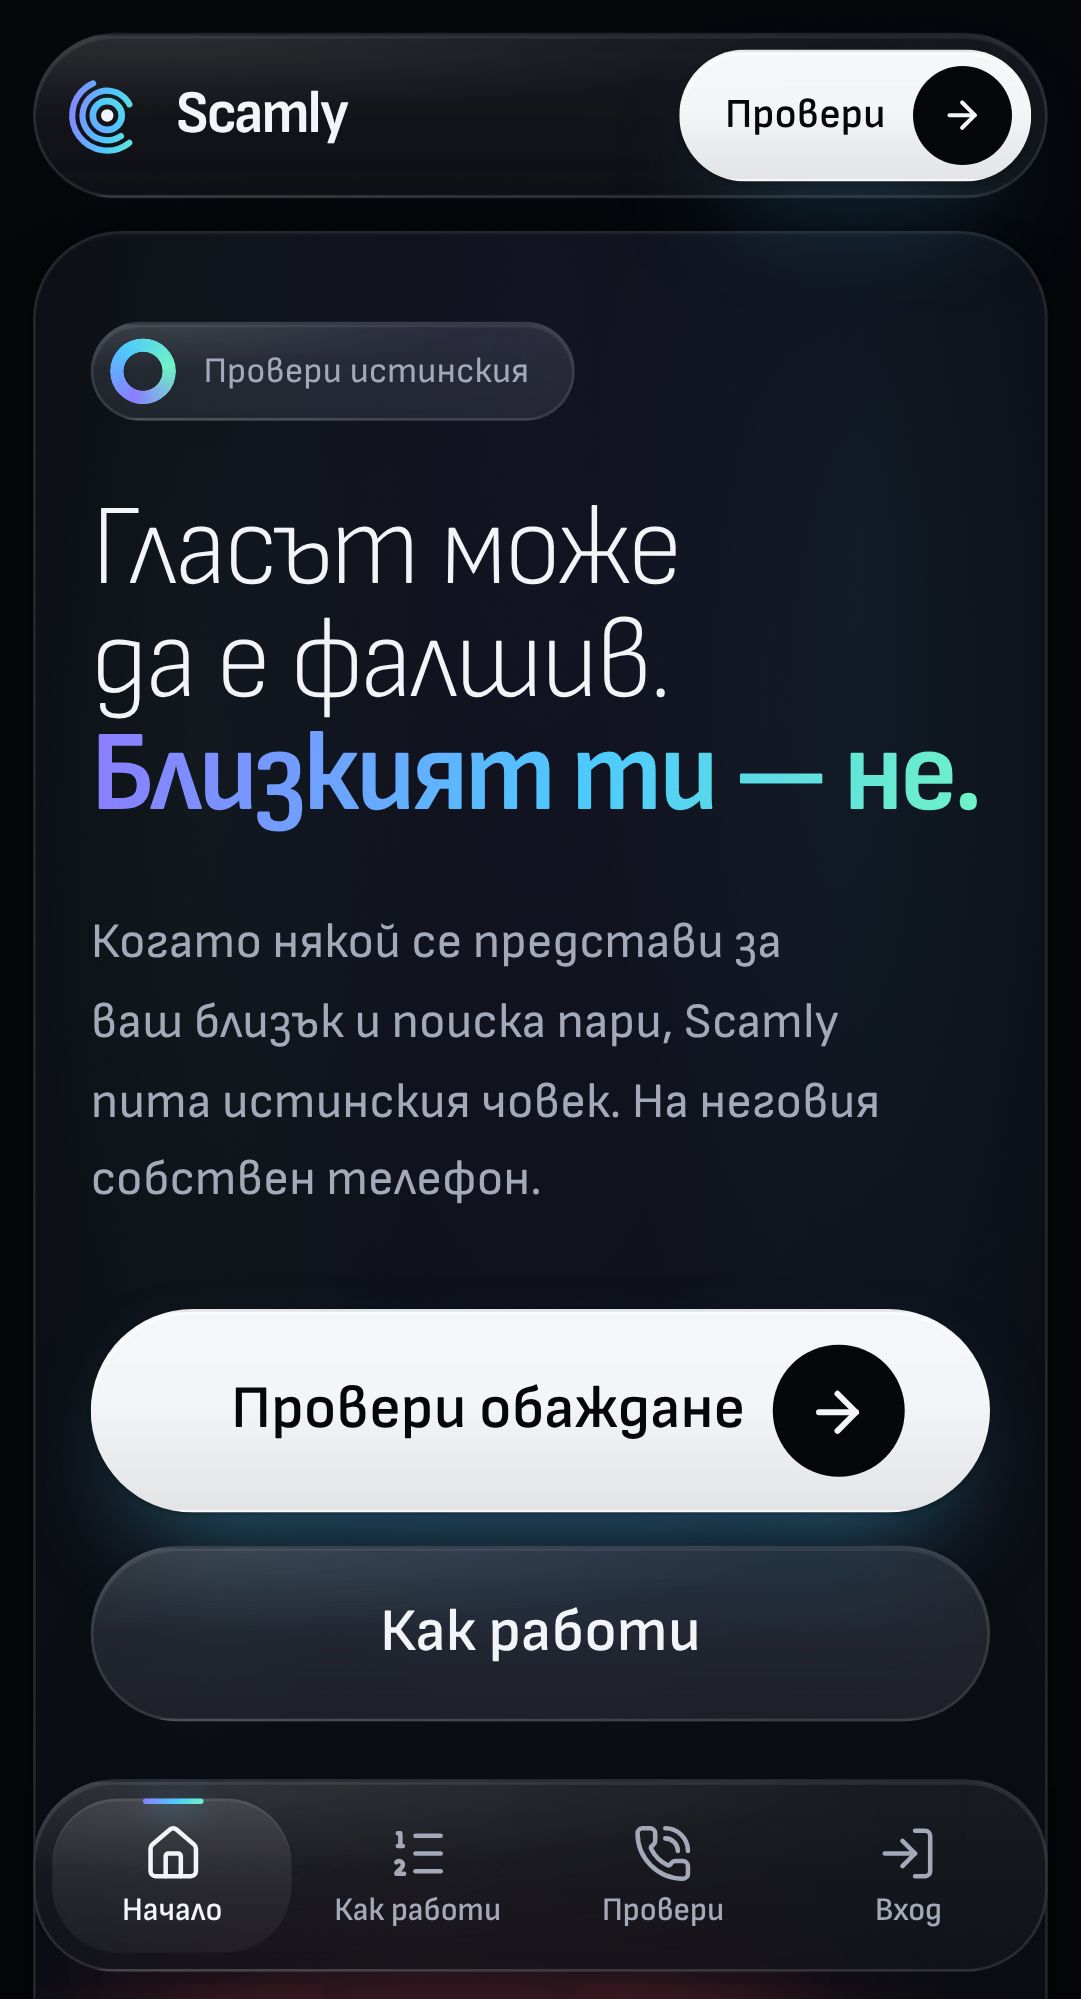 Scamly
Провери
Провери истинския
Гласът може
да е фалшив.
Близкият ти — не.
Когато някой се представи за
ваш близък и поиска пари, Scamly
пита истинския човек. На неговия
собствен телефон.
Провери обаждане
Как работи
Начало
Как работи
Провери
Вход